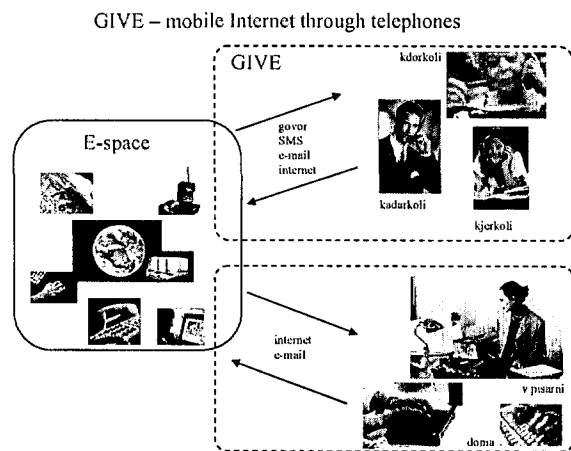 GIVE – mobile Internet through telephones
GIVE
kdorkoli
E-space
govor
SMS
e-mail
internet
kadarkoli
kjerkoli
internet
e-mail
v pisarni
doma